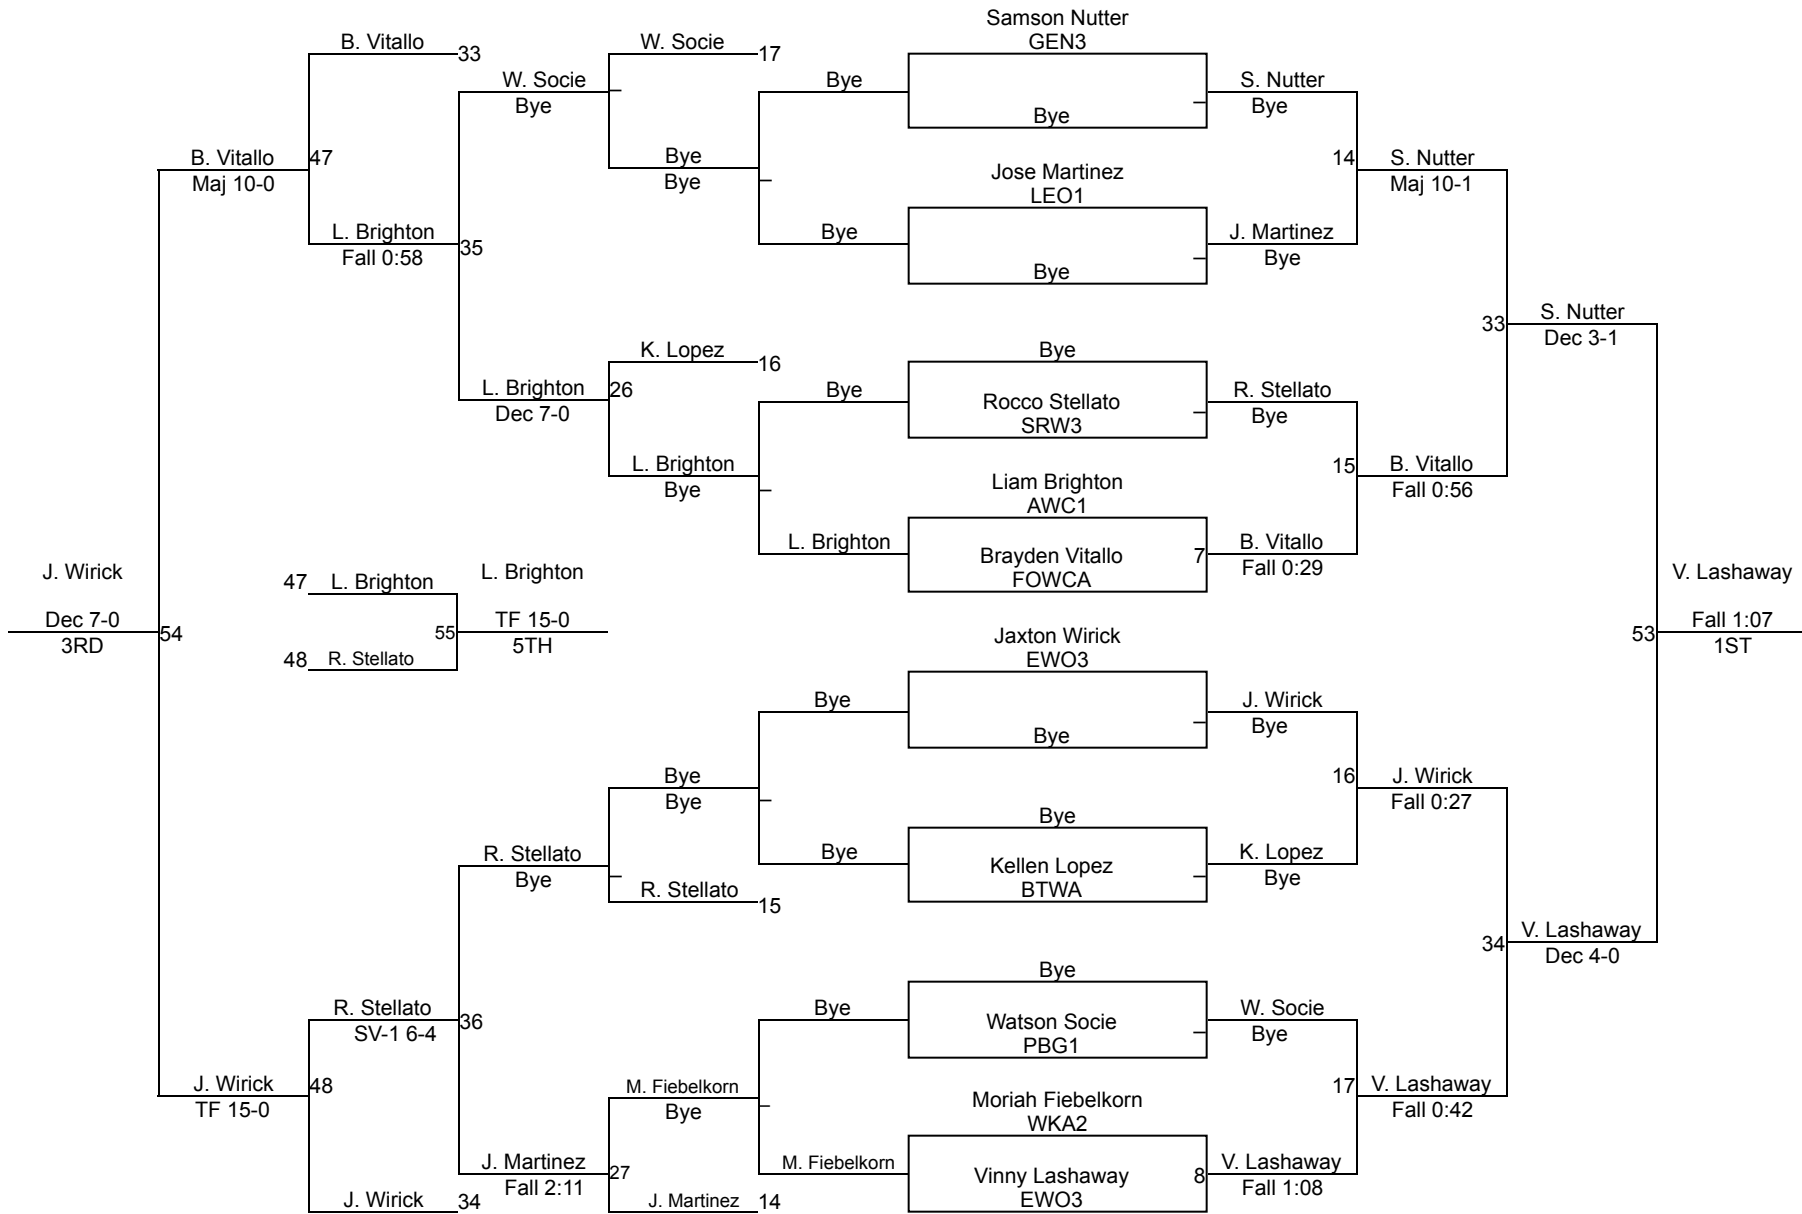 Samson Nutter
GEN3
B. Vitallo
33
W. Socie
17
W. Socie
Bye
Bye
S. Nutter
Bye
Bye
B. Vitallo
Maj 10-0
47
Bye
Bye
14
S. Nutter
Maj 10-1
Jose Martinez
LEO1
L. Brighton
Fall 0:58
35
Bye
J. Martinez
Bye
Bye
33
S. Nutter
Dec 3-1
K. Lopez
16
Bye
L. Brighton
Dec 7-0
26
Bye
Rocco Stellato
SRW3
R. Stellato
Bye
L. Brighton
Bye
15
B. Vitallo
Fall 0:56
Liam Brighton
AWC1
L. Brighton
Brayden Vitallo
FOWCA
7
B. Vitallo
Fall 0:29
J. Wirick
Dec 7-0
3RD
54
47
L. Brighton
L. Brighton
55
TF 15-0
5TH
48
R. Stellato
V. Lashaway
53
Fall 1:07
1ST
Jaxton Wirick
EWO3
Bye
J. Wirick
Bye
Bye
Bye
Bye
16
J. Wirick
Fall 0:27
Bye
R. Stellato
Bye
Bye
Kellen Lopez
BTWA
K. Lopez
Bye
R. Stellato
15
34
V. Lashaway
Dec 4-0
Bye
R. Stellato
SV-1 6-4
36
Bye
Watson Socie
PBG1
W. Socie
Bye
J. Wirick
TF 15-0
48
M. Fiebelkorn
Bye
17
V. Lashaway
Fall 0:42
Moriah Fiebelkorn
WKA2
J. Martinez
Fall 2:11
27
M. Fiebelkorn
Vinny Lashaway
EWO3
8
V. Lashaway
Fall 1:08
J. Wirick
34
J. Martinez
14